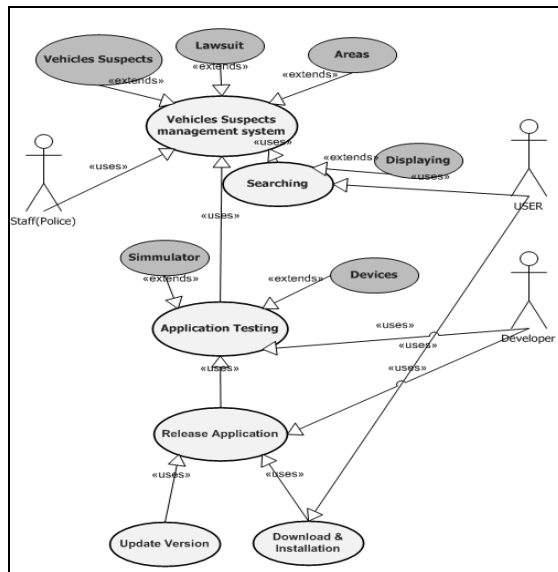 Lawsuit
Vehicles Suspects
Areas
«extends»
«extends»
«extends»
Vehicles Suspects
management system
«uses»
«uses»
«extends»
Displaying
«uses»
Searching
Staff(Police)
USER
«uses»
Simmulator
Devices
«extends»
«extends»
Application Testing
«uses»
Developer
«uses»
«uses»
«uses»
Release Application
«uses»
«uses»
Update Version
Download &
Installation